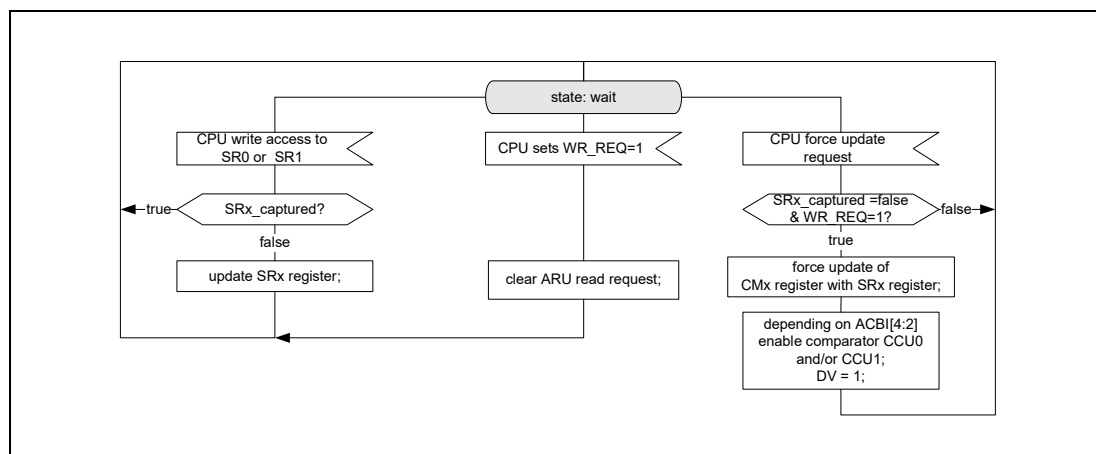 state: wait
CPU write access to
SR0 or SR1
CPU sets WR_REQ=1
CPU force update
request
true
SRx_captured?
SRx_captured =false
& WR_REQ=1?
false
false
true
update SRx register;
clear ARU read request;
force update of
CMx register with SRx register;
depending on ACBI[4:2]
enable comparator CCU0
and/or CCU1;
DV = 1;